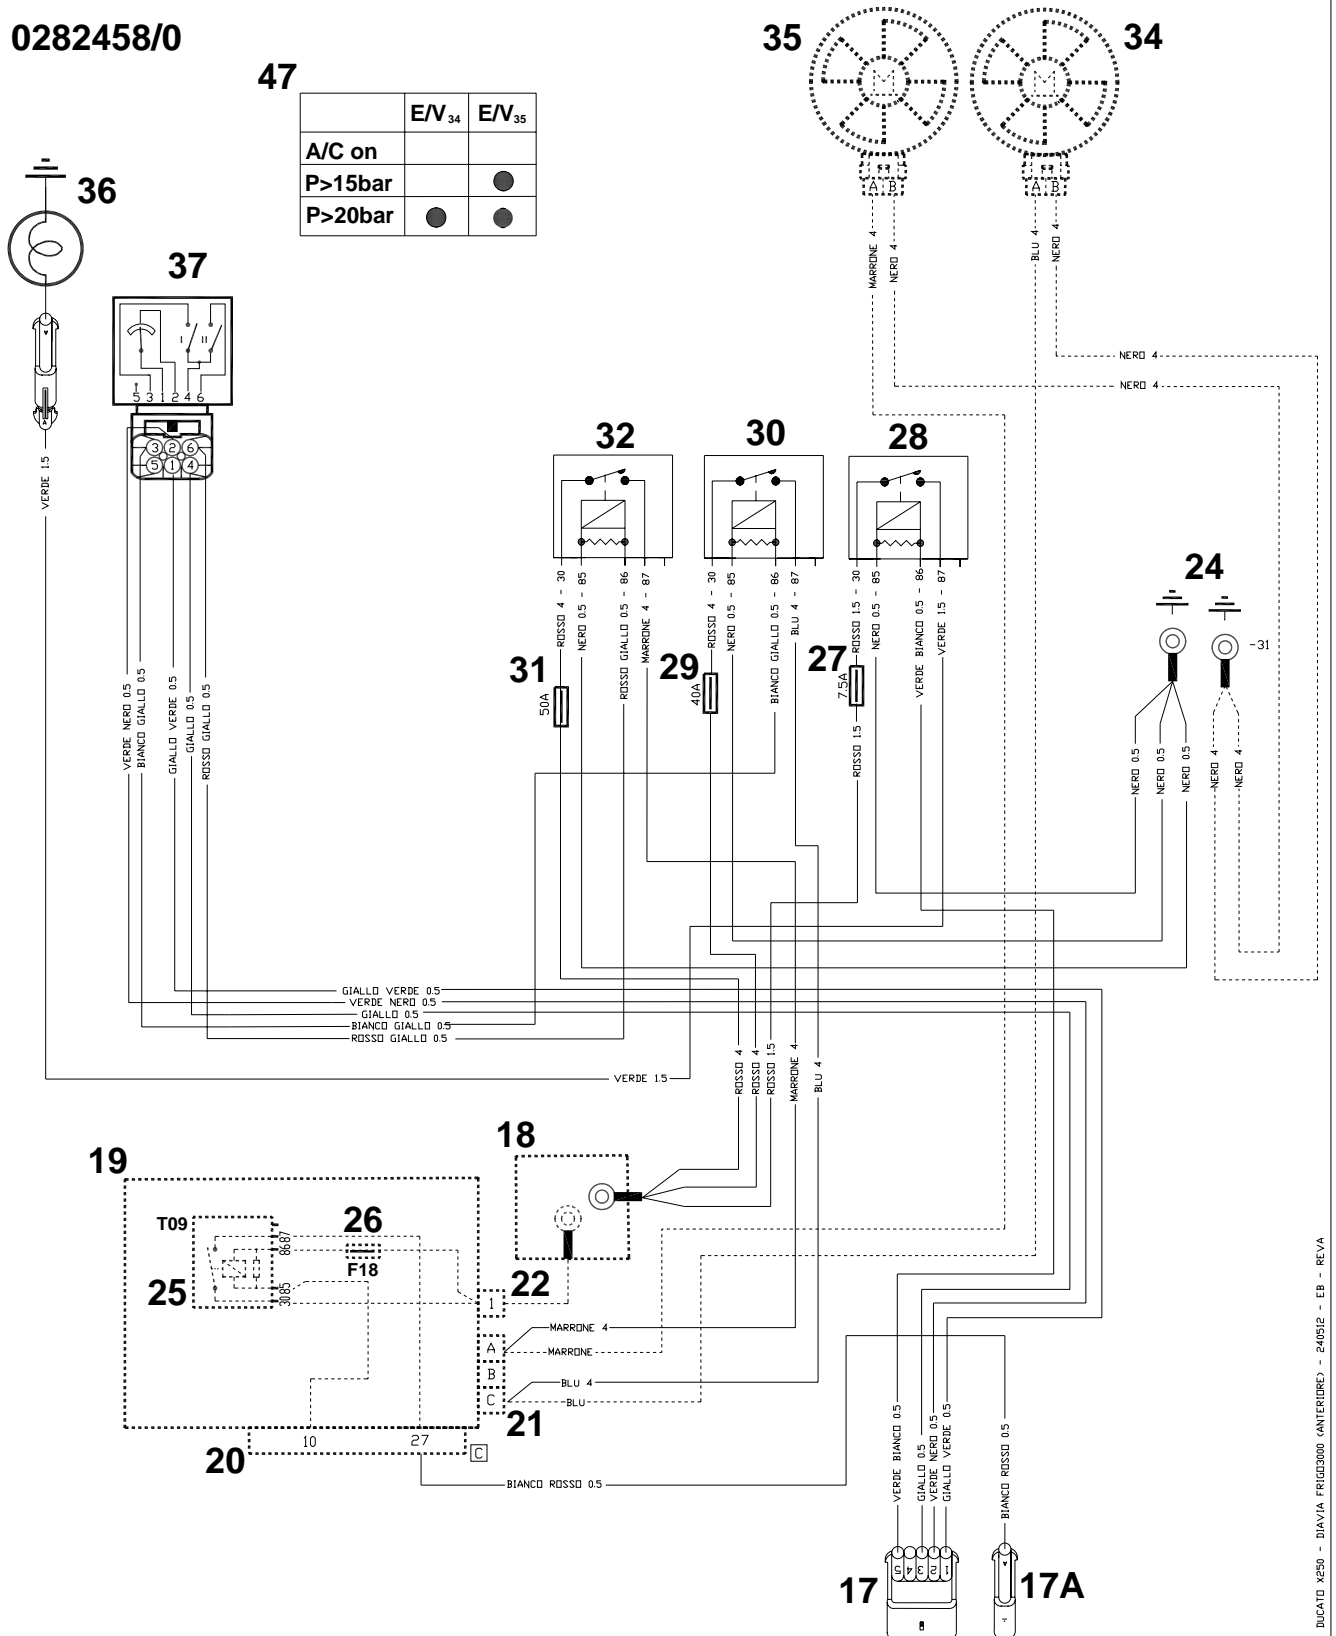 0282458/0
35
34
47
E/V34 E/V35
A/C on
P>15bar
P>20bar
M
M
A B
A B
36
37
I II
5 3 1 2 4 6
3 2 6
5 1 4
MARRONE 4
NERO 4
BLU 4
NERO 4
NERO 4
NERO 4
VERDE 1.5
32
30
28
24
-31
ROSSO 4 - 30
NERO 0.5 - 85
ROSSO GIALLO 0.5 - 86
MARRONE 4 - 87
ROSSO 4 - 30
NERO 0.5 - 85
BIANCO GIALLO 0.5 - 86
BLU 4 - 87
ROSSO 1.5 - 30
NERO 0.5 - 85
VERDE BIANCO 0.5 - 86
VERDE 1.5 - 87
31
50A
29
40A
27
7.5A
ROSSO 1.5
VERDE NERO 0.5
BIANCO GIALLO 0.5
GIALLO VERDE 0.5
GIALLO 0.5
ROSSO GIALLO 0.5
NERO 0.5
NERO 0.5
NERO 0.5
NERO 4
NERO 4
GIALLO VERDE 0.5
VERDE NERO 0.5
GIALLO 0.5
BIANCO GIALLO 0.5
ROSSO GIALLO 0.5
VERDE 1.5
ROSSO 4
ROSSO 4
ROSSO 1.5
MARRONE 4
BLU 4
18
19
T09
26
F18
25
8687
3085
22
1
A
B
C
21
MARRONE 4
MARRONE
BLU 4
BLU
20
10 27
C
BIANCO ROSSO 0.5
VERDE BIANCO 0.5
GIALLO 0.5
VERDE NERO 0.5
GIALLO VERDE 0.5
BIANCO ROSSO 0.5
5 4 3 2 1
17
17A
DUCATO X250 - DIAVIA FRIGO3000 (ANTERIORE) - 240512 - EB - REVA